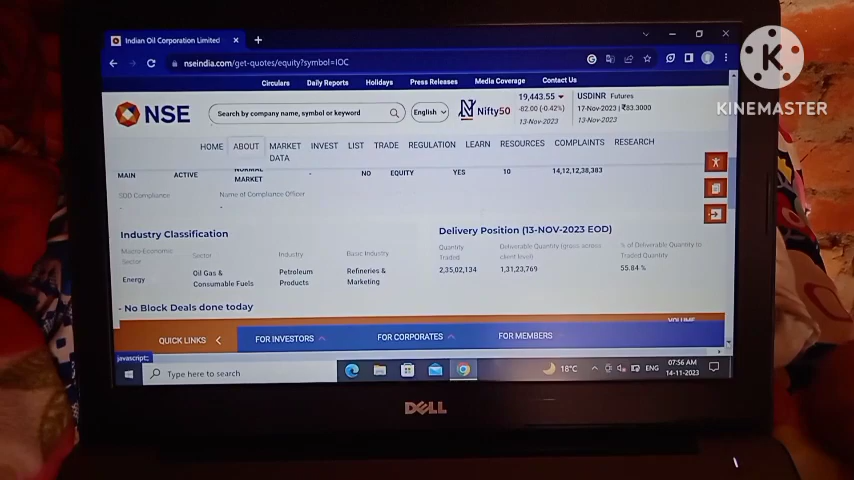 Indian Oil Corporation Limited
nseindia.com/get-quotes/equity?symbol=IOC
Circulars Daily Reports Holidays Press Releases Media Coverage Contact Us
NSE
Search by company name, symbol or keyword
English
Nifty50
19,443.55
-82.00 (-0.42%)
13-Nov-2023
USDINR Futures
17-Nov-2023 | ₹83.3000
13-Nov-2023
HOME ABOUT MARKET DATA INVEST LIST TRADE REGULATION LEARN RESOURCES COMPLAINTS RESEARCH
MAIN ACTIVE NORMAL MARKET - NO EQUITY YES 10 14,12,12,38,383
SDD Compliance Name of Compliance Officer
- -
Industry Classification
Macro-Economic Sector Sector Industry Basic Industry
Energy Oil Gas & Consumable Fuels Petroleum Products Refineries & Marketing
Delivery Position (13-NOV-2023 EOD)
Quantity Traded Deliverable Quantity (gross across client level) % of Deliverable Quantity to Traded Quantity
2,35,02,134 1,31,23,769 55.84 %
- No Block Deals done today
VOLUME
QUICK LINKS FOR INVESTORS FOR CORPORATES FOR MEMBERS
javascript:;
Type here to search
18°C
ENG
07:56 AM
14-11-2023
DELL
K
KINEMASTER